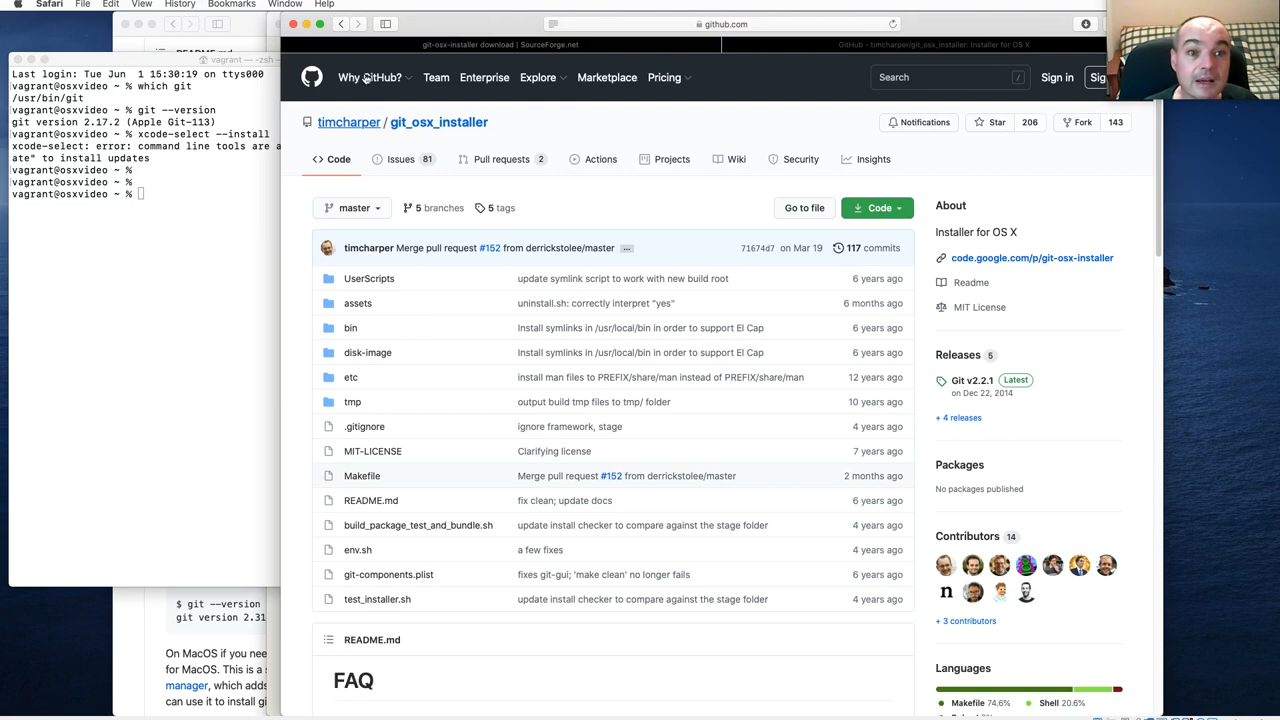 Safari File Edit View History Bookmarks Window Help
github.com
git-osx-installer download | SourceForge.net
GitHub - timcharper/git_osx_installer: Installer for OS X
README.md
vagrant — -zsh
Last login: Tue Jun 1 15:30:19 on ttys000
vagrant@osxvideo ~ % which git
/usr/bin/git
vagrant@osxvideo ~ % git --version
git version 2.17.2 (Apple Git-113)
vagrant@osxvideo ~ % xcode-select --install
xcode-select: error: command line tools are a
ate" to install updates
vagrant@osxvideo ~ %
vagrant@osxvideo ~ %
vagrant@osxvideo ~ %
$ git --version
git version 2.31
On MacOS if you nee
for MacOS. This is a s
manager, which adds
can use it to install gi
Why GitHub? Team Enterprise Explore Marketplace Pricing
Search /
Sign in
Sig
timcharper / git_osx_installer
Notifications Star 206 Fork 143
Code Issues 81 Pull requests 2 Actions Projects Wiki Security Insights
master 5 branches 5 tags Go to file Code
timcharper Merge pull request #152 from derrickstolee/master ... 71674d7 on Mar 19 117 commits
UserScripts update symlink script to work with new build root 6 years ago
assets uninstall.sh: correctly interpret "yes" 6 months ago
bin Install symlinks in /usr/local/bin in order to support El Cap 6 years ago
disk-image Install symlinks in /usr/local/bin in order to support El Cap 6 years ago
etc install man files to PREFIX/share/man instead of PREFIX/share/man 12 years ago
tmp output build tmp files to tmp/ folder 10 years ago
.gitignore ignore framework, stage 4 years ago
MIT-LICENSE Clarifying license 7 years ago
Makefile Merge pull request #152 from derrickstolee/master 2 months ago
README.md fix clean; update docs 6 years ago
build_package_test_and_bundle.sh update install checker to compare against the stage folder 4 years ago
env.sh a few fixes 4 years ago
git-components.plist fixes git-gui; 'make clean' no longer fails 6 years ago
test_installer.sh update install checker to compare against the stage folder 4 years ago
README.md
FAQ
About
Installer for OS X
code.google.com/p/git-osx-installer
Readme
MIT License
Releases 5
Git v2.2.1 Latest
on Dec 22, 2014
+ 4 releases
Packages
No packages published
Contributors 14
n
+ 3 contributors
Languages
Makefile 74.6% Shell 20.6%